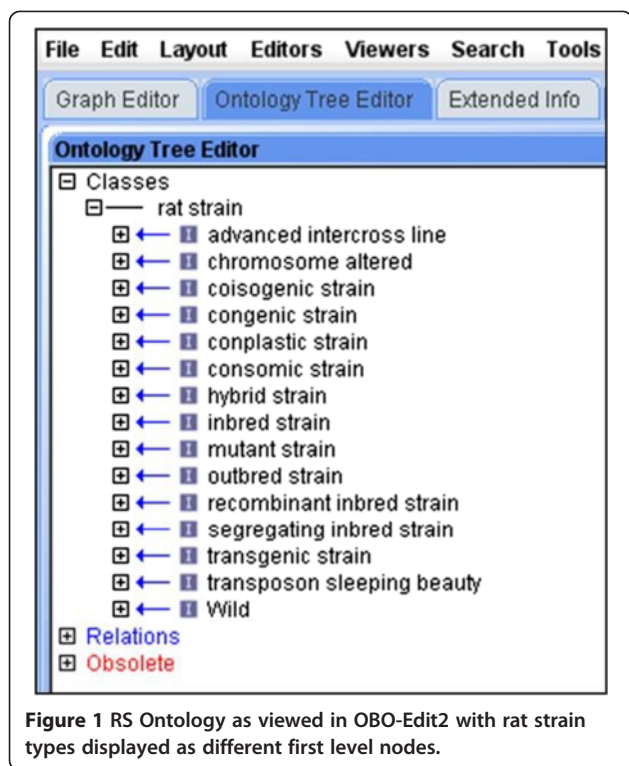 File Edit Layout Editors Viewers Search Tools
Graph Editor Ontology Tree Editor Extended Info
Ontology Tree Editor
Classes
rat strain
I advanced intercross line
I chromosome altered
I coisogenic strain
I congenic strain
I conplastic strain
I consomic strain
I hybrid strain
I inbred strain
I mutant strain
I outbred strain
I recombinant inbred strain
I segregating inbred strain
I transgenic strain
I transposon sleeping beauty
I Wild
Relations
Obsolete
Figure 1 RS Ontology as viewed in OBO-Edit2 with rat strain
types displayed as different first level nodes.